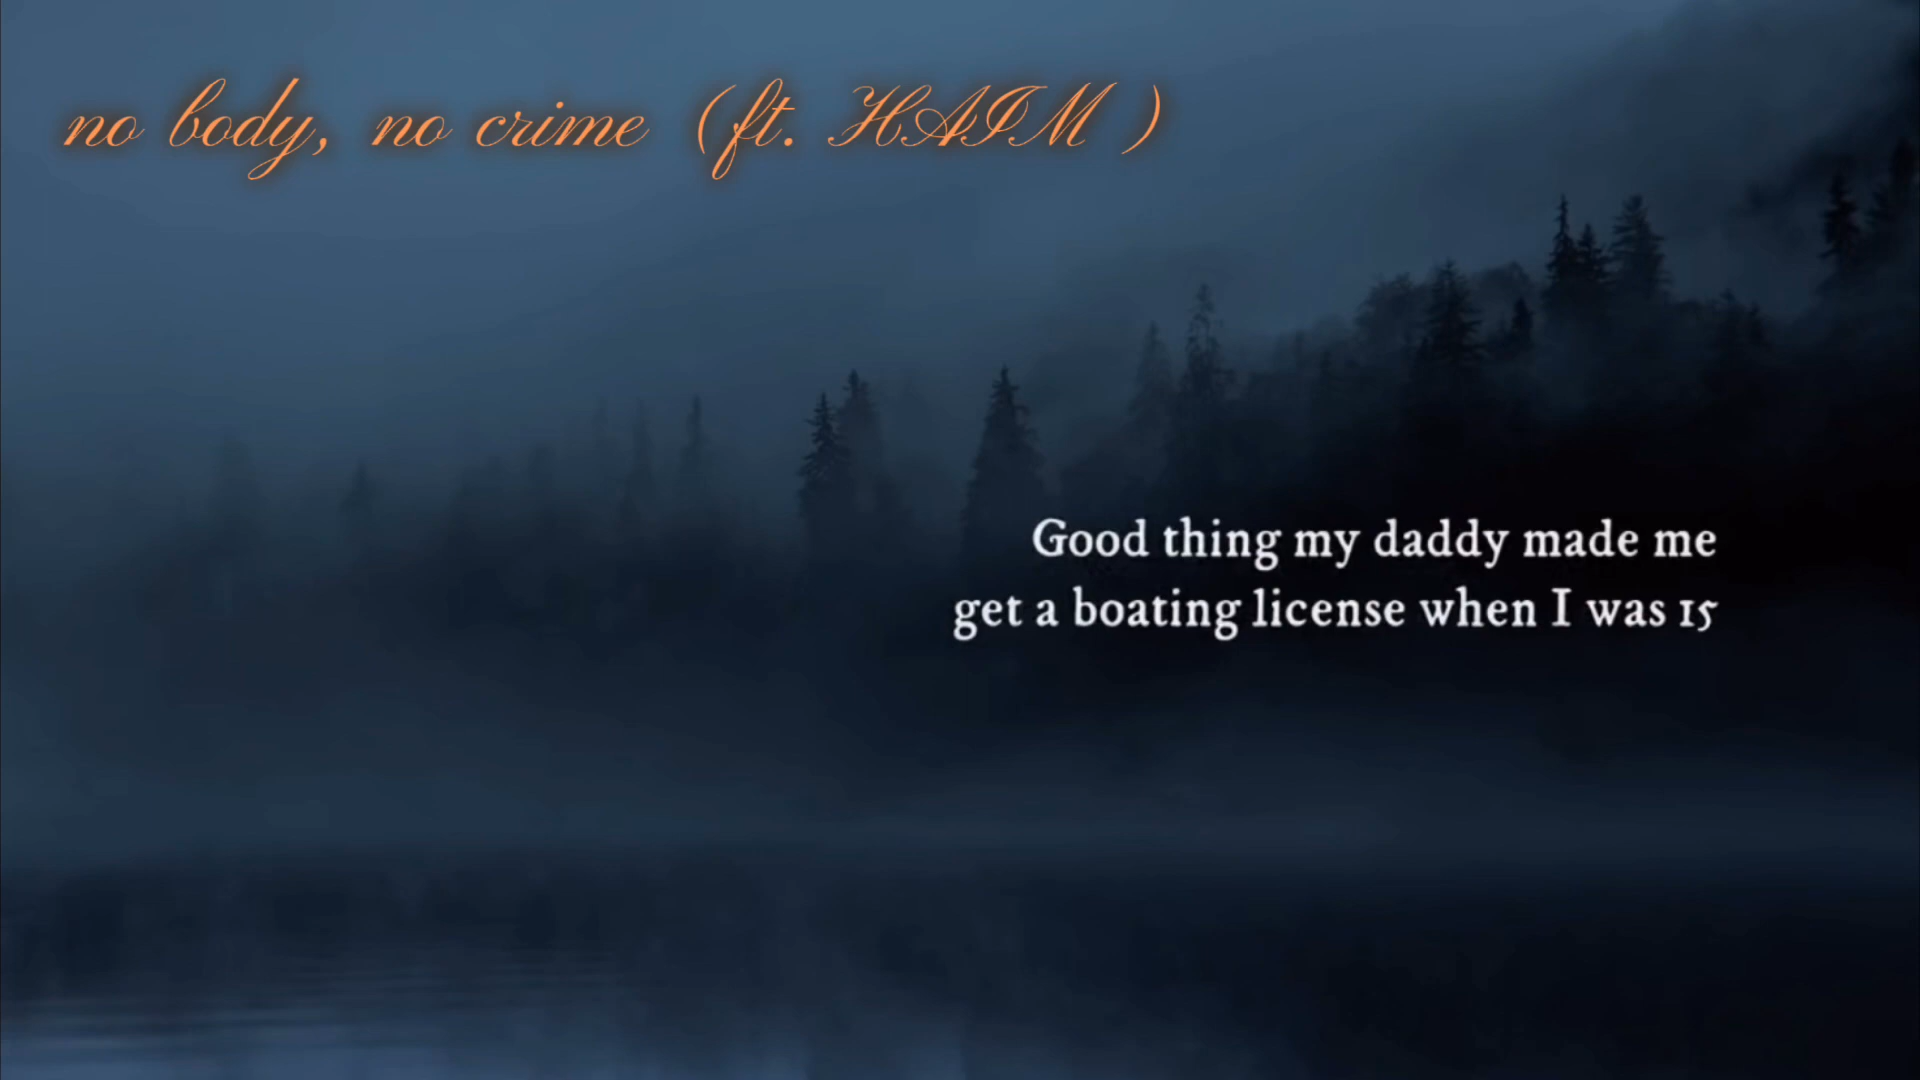 no body, no crime (ft. HAIM )
Good thing my daddy made me
get a boating license when I was 15